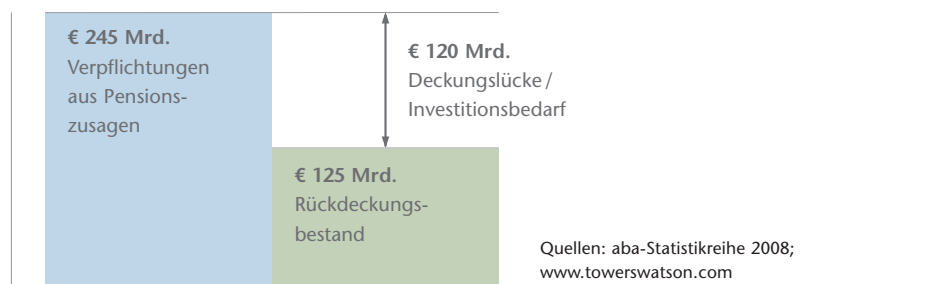 € 245 Mrd.
Verpflichtungen
aus Pensions-
zusagen
€ 120 Mrd.
Deckungslücke /
Investitionsbedarf
€ 125 Mrd.
Rückdeckungs-
bestand
Quellen: aba-Statistikreihe 2008;
www.towerswatson.com